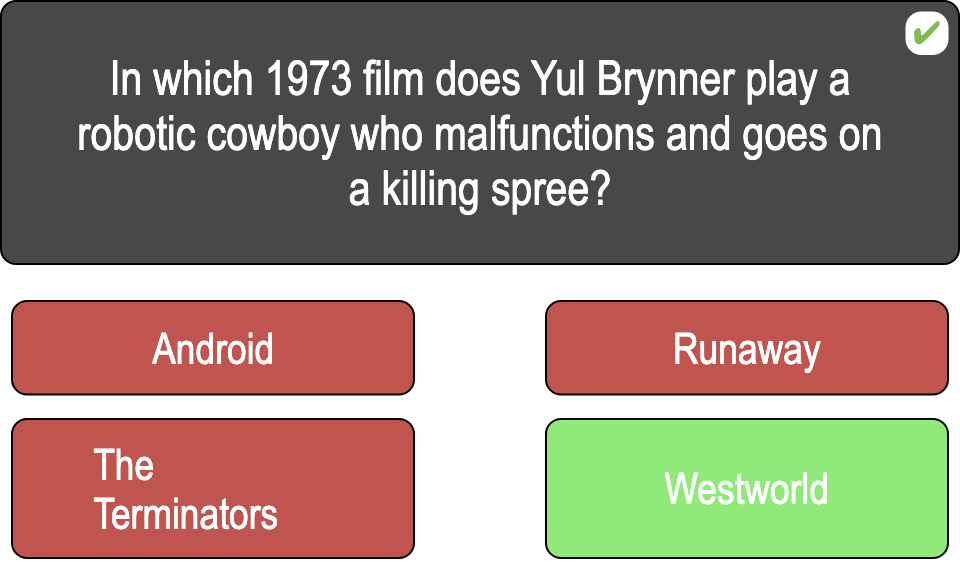 In which 1973 film does Yul Brynner play a
robotic cowboy who malfunctions and goes on
a killing spree?
Android
Runaway
The
Terminators
Westworld